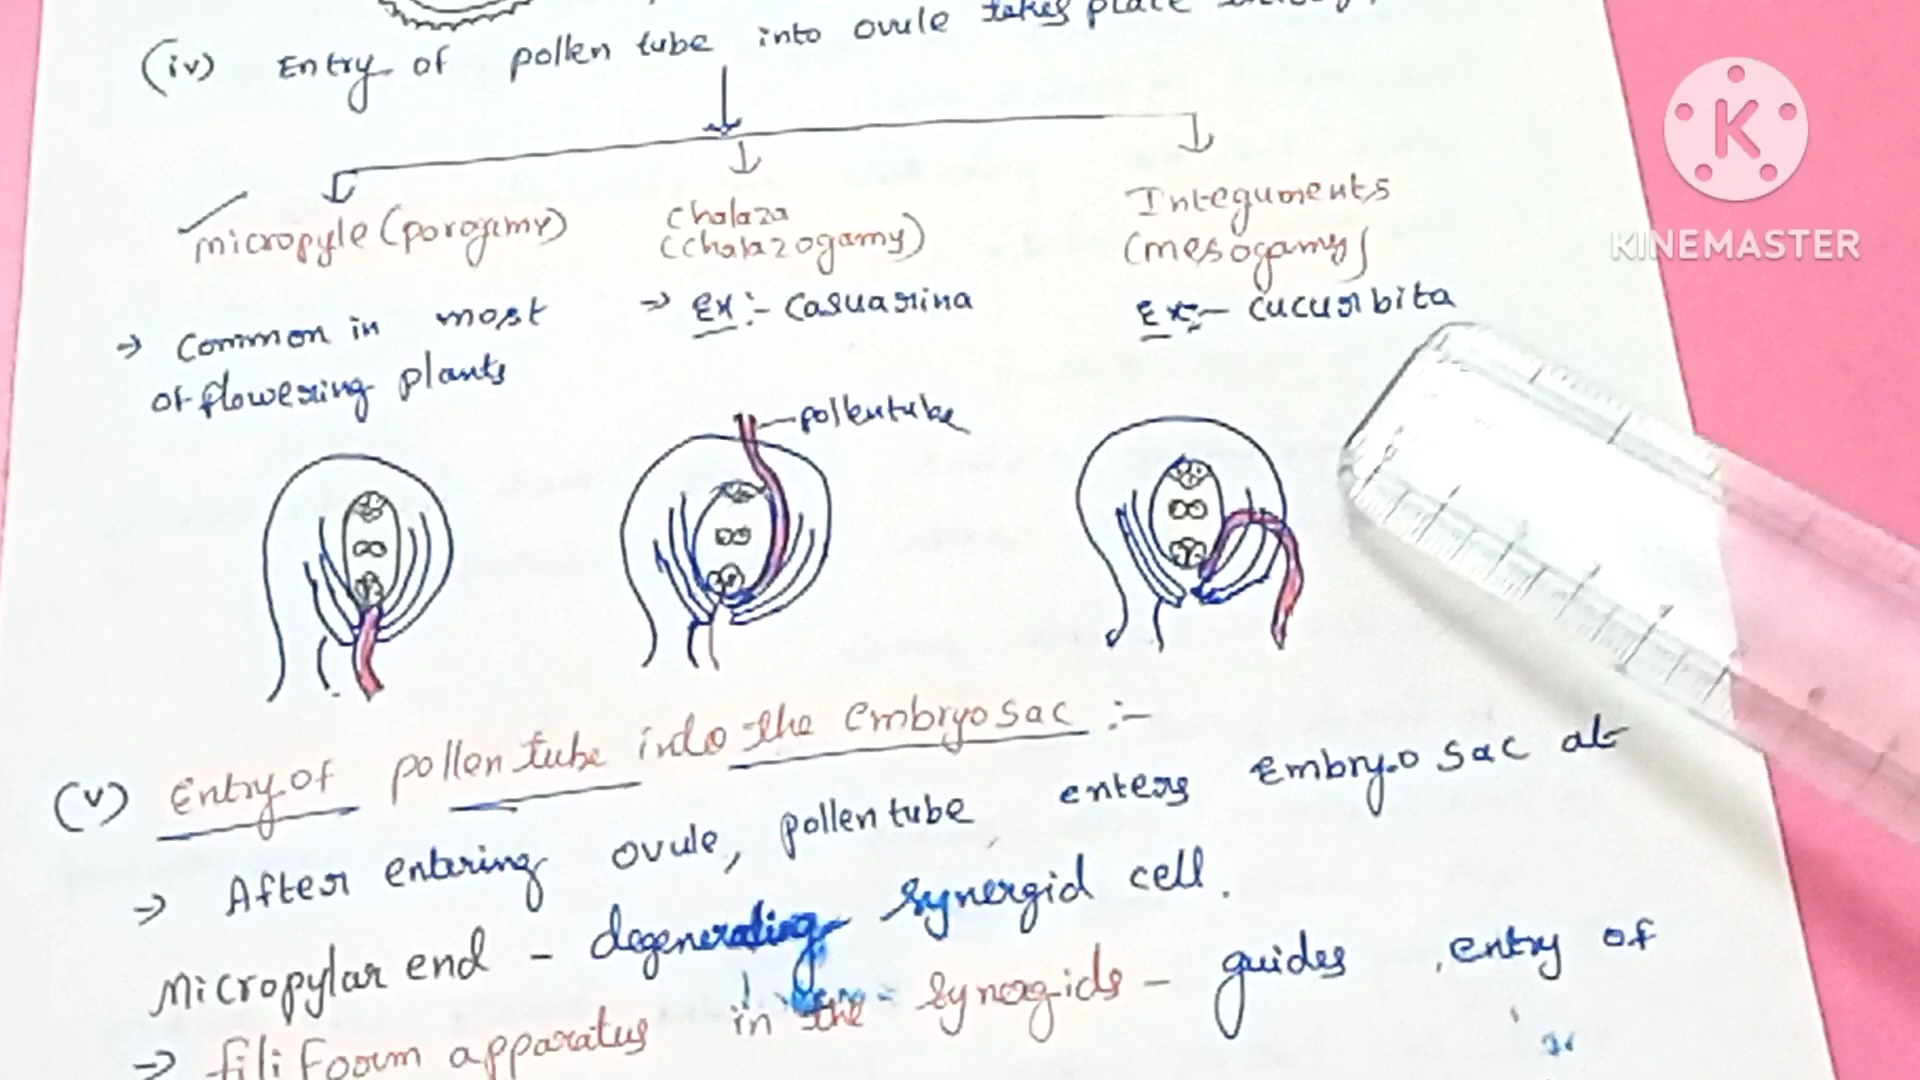 (iv) Entry of pollen tube into ovule takes place
micropyle (porogamy)
chalaza
(chalazogamy)
Integuments
(mesogamy)
→ Common in most
of flowering plants
→ Ex:- Casuarina
Ex:- Cucurbita
pollentube
(v) Entry of pollen tube into the embryo sac :-
→ After entering ovule, pollen tube enters Embryo sac at
Micropylar end - degenerating synergid cell.
→ filiform apparatus in the synergids - guides entry of
K
KINEMASTER